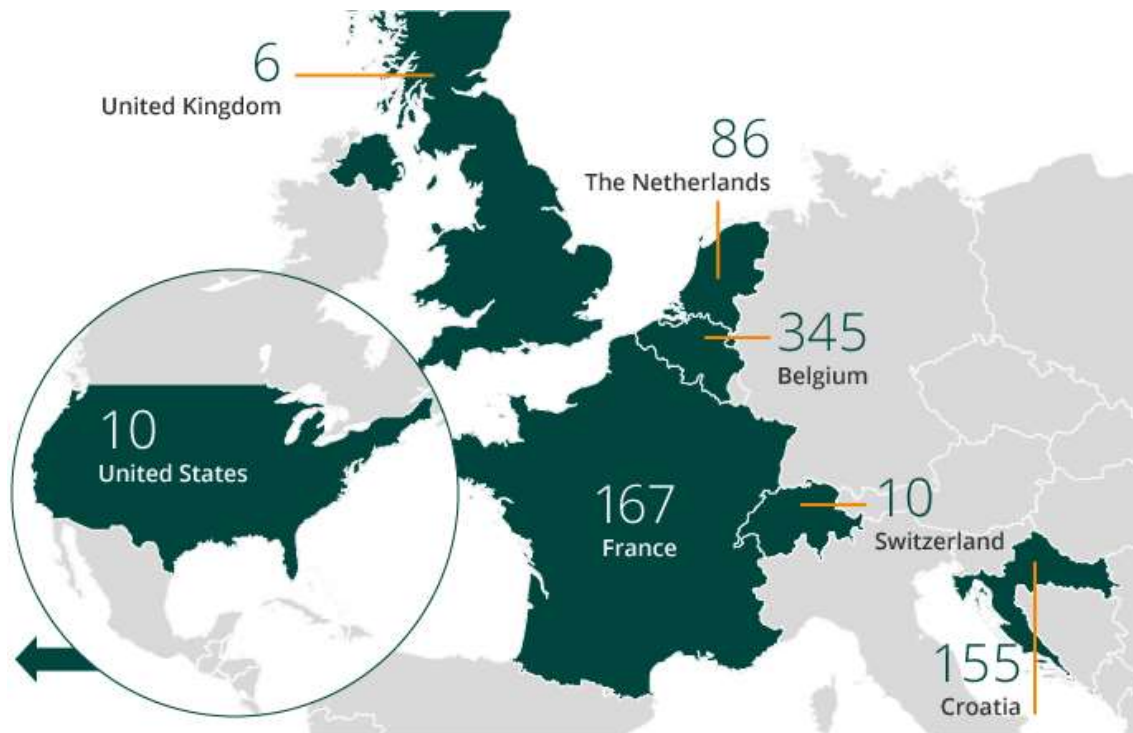 6
United Kingdom
86
The Netherlands
345
Belgium
10
United States
167
France
10
Switzerland
155
Croatia